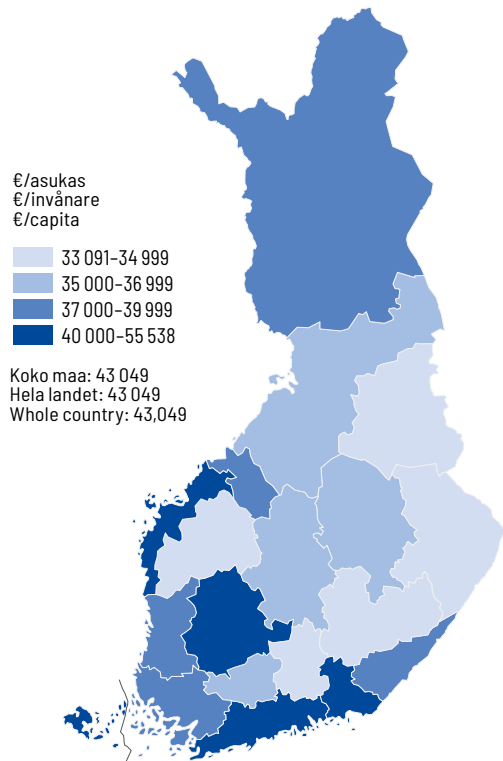 €/asukas
€/invånare
€/capita
33 091–34 999
35 000–36 999
37 000–39 999
40 000–55 538
Koko maa: 43 049
Hela landet: 43 049
Whole country: 43,049